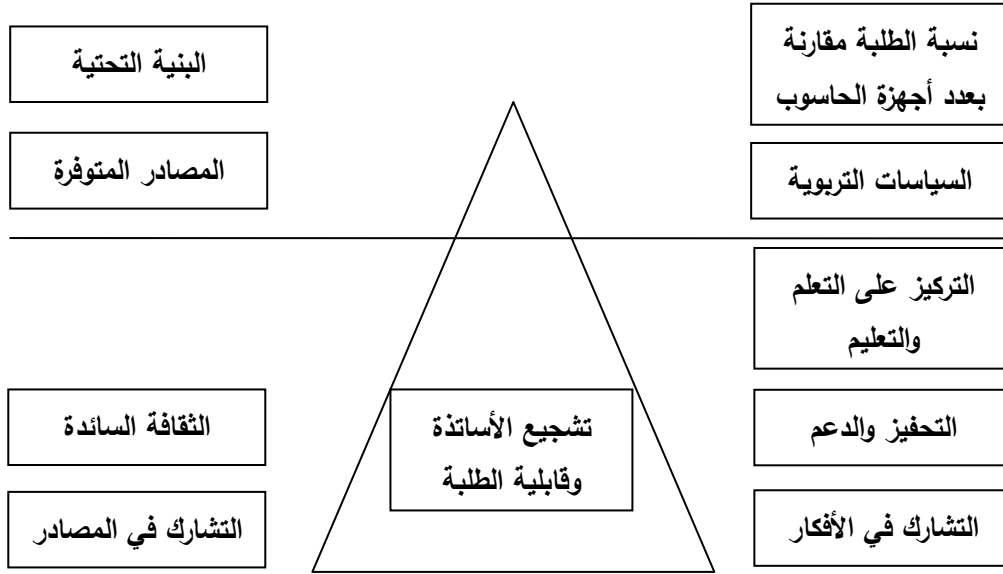 نسبة الطلبة مقارنة
بعدد أجهزة الحاسوب
البنية التحتية
السياسات التربوية
المصادر المتوفرة
التركيز على التعلم
والتعليم
التحفيز والدعم
تشجيع الأساتذة
وقابلية الطلبة
الثقافة السائدة
التشارك في الأفكار
التشارك في المصادر